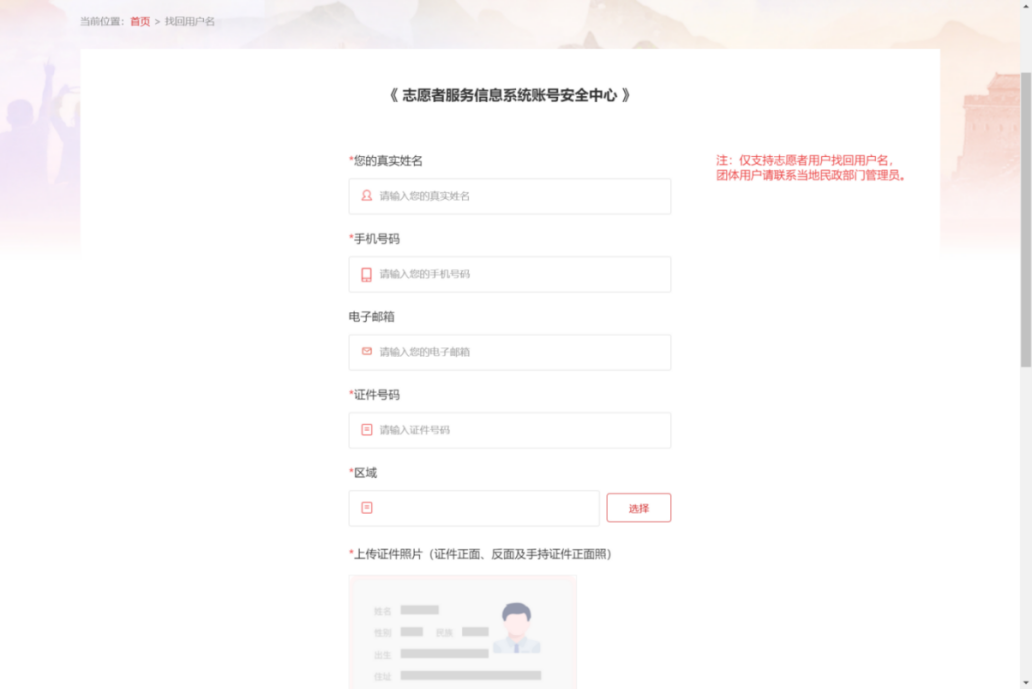 当前位置：首页 > 找回用户名
《 志愿者服务信息系统账号安全中心 》
*您的真实姓名
请输入您的真实姓名
注：仅支持志愿者用户找回用户名，
团体用户请联系当地民政部门管理员。
*手机号码
请输入您的手机号码
电子邮箱
请输入您的电子邮箱
*证件号码
请输入证件号码
*区域
选择
*上传证件照片（证件正面、反面及手持证件正面照）
姓名
性别 民族
出生
住址